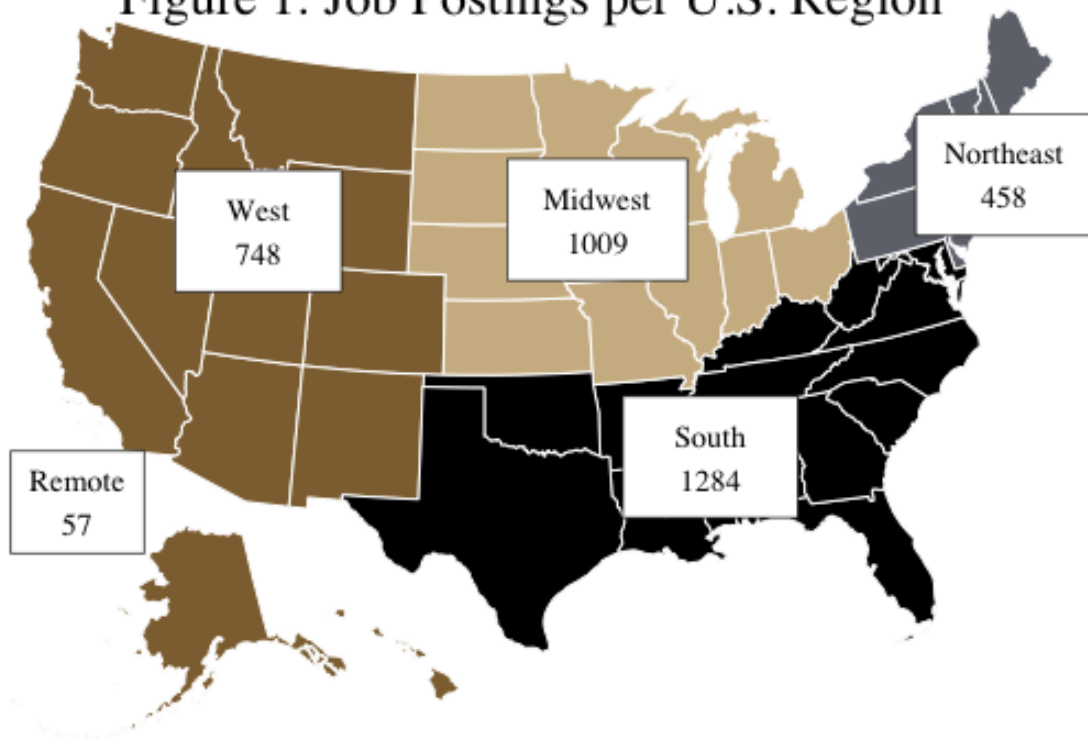 Figure 1: Job Postings per U.S. Region
Northeast
458
West
748
Midwest
1009
South
1284
Remote
57